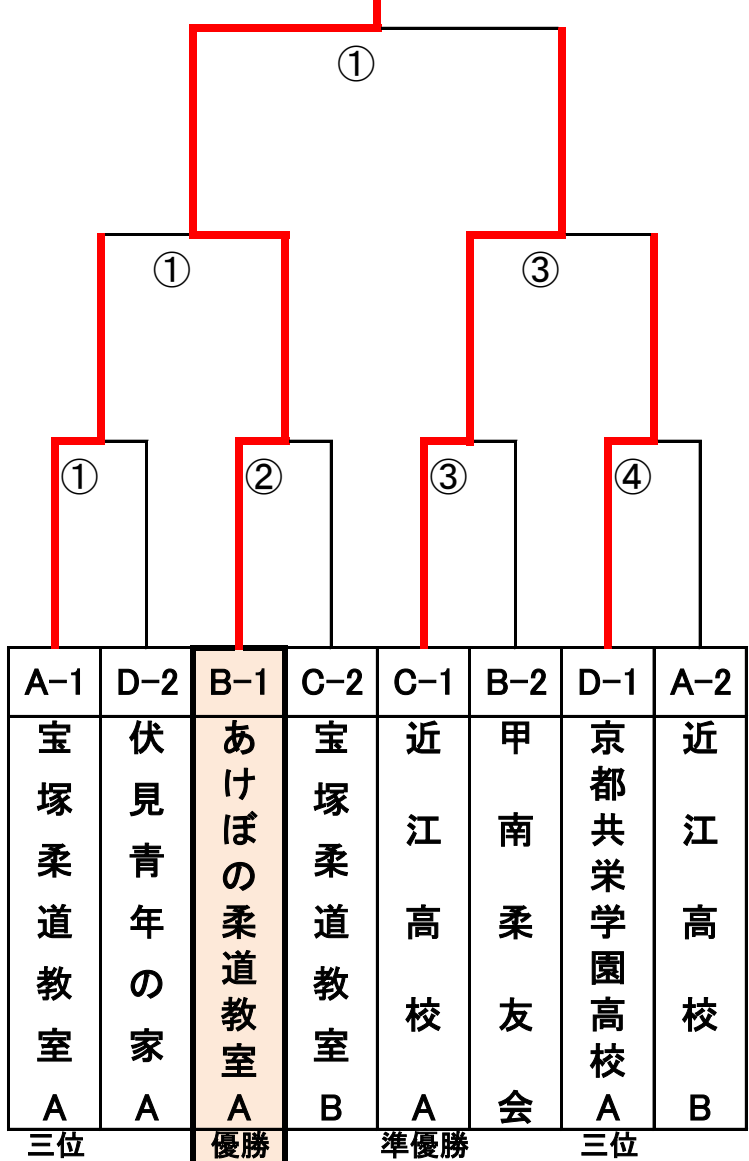 ①
①
③
①
②
③
④
A-1
D-2
B-1
C-2
C-1
B-2
D-1
A-2
宝塚柔道教室A
伏見青年の家A
あけぼの柔道教室A
宝塚柔道教室B
近江高校A
甲南柔友会
京都共栄学園高校A
近江高校B
三位
優勝
準優勝
三位